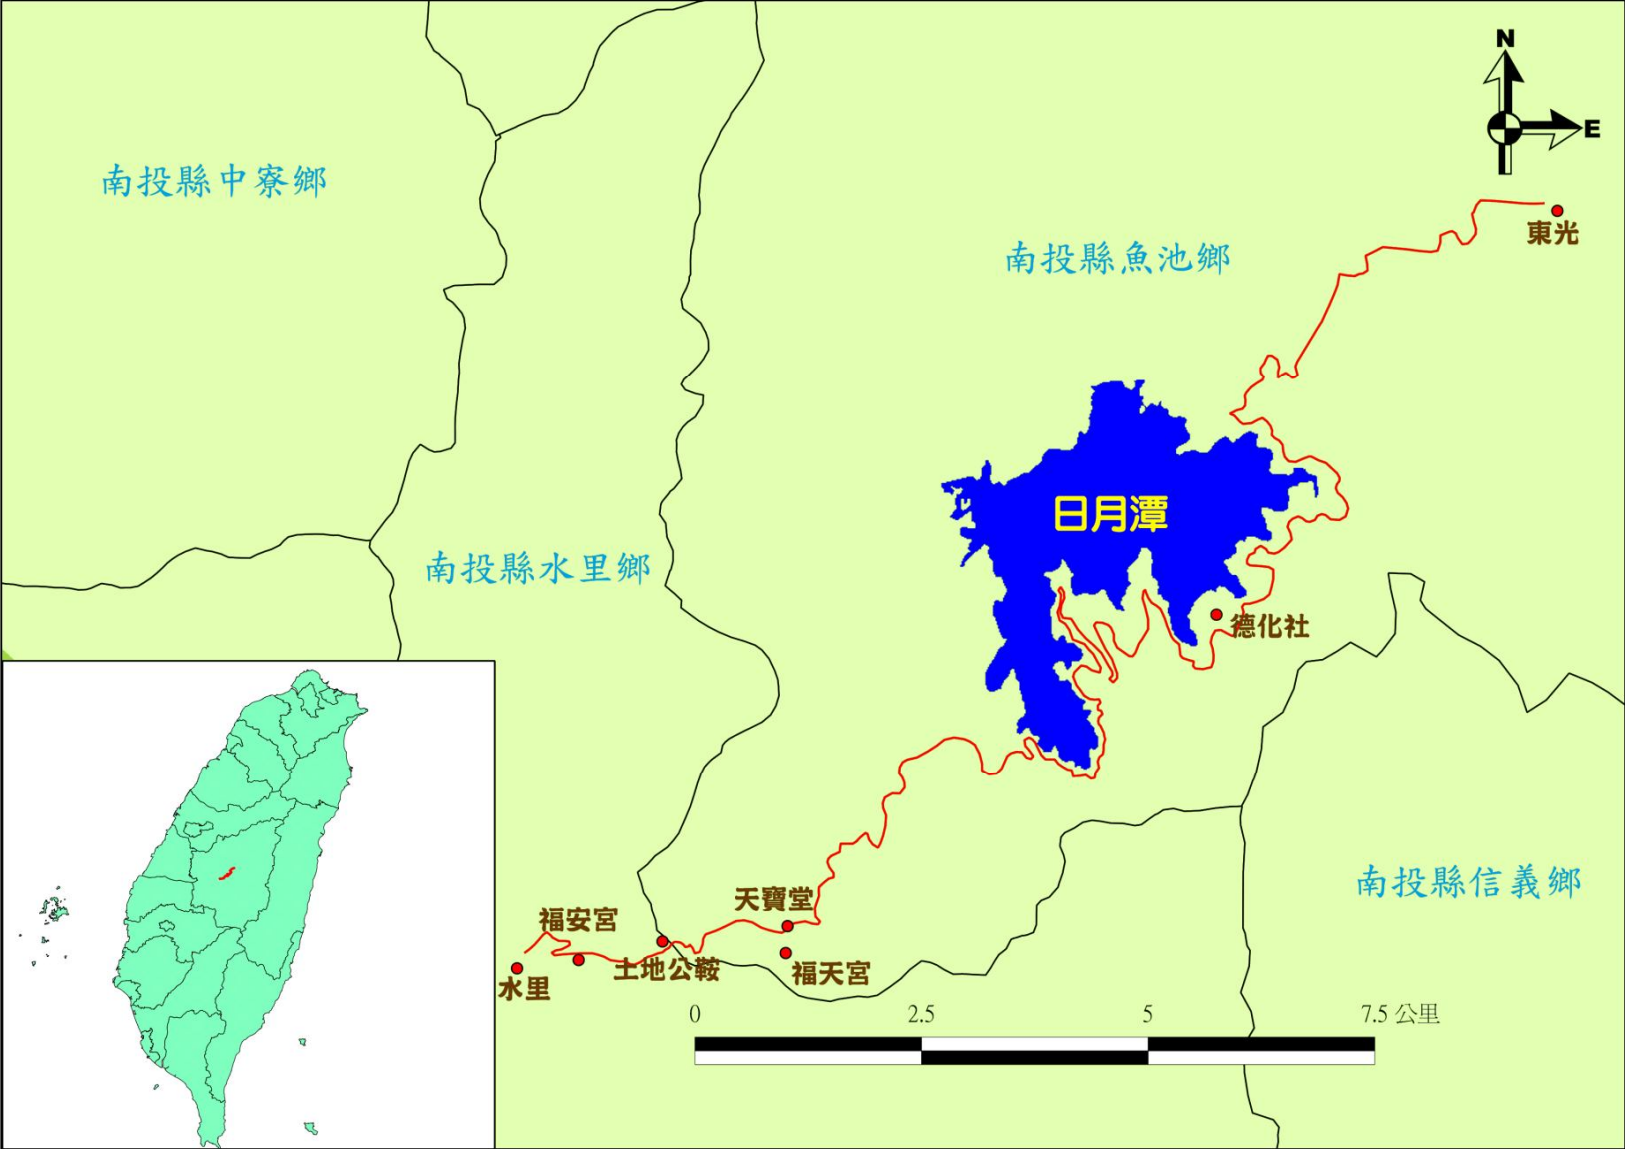 N
E
南投縣中寮鄉
東光
南投縣魚池鄉
日月潭
南投縣水里鄉
德化社
南投縣信義鄉
天寶堂
福安宮
土地公鞍
福天宮
水里
0 2.5 5 7.5 公里